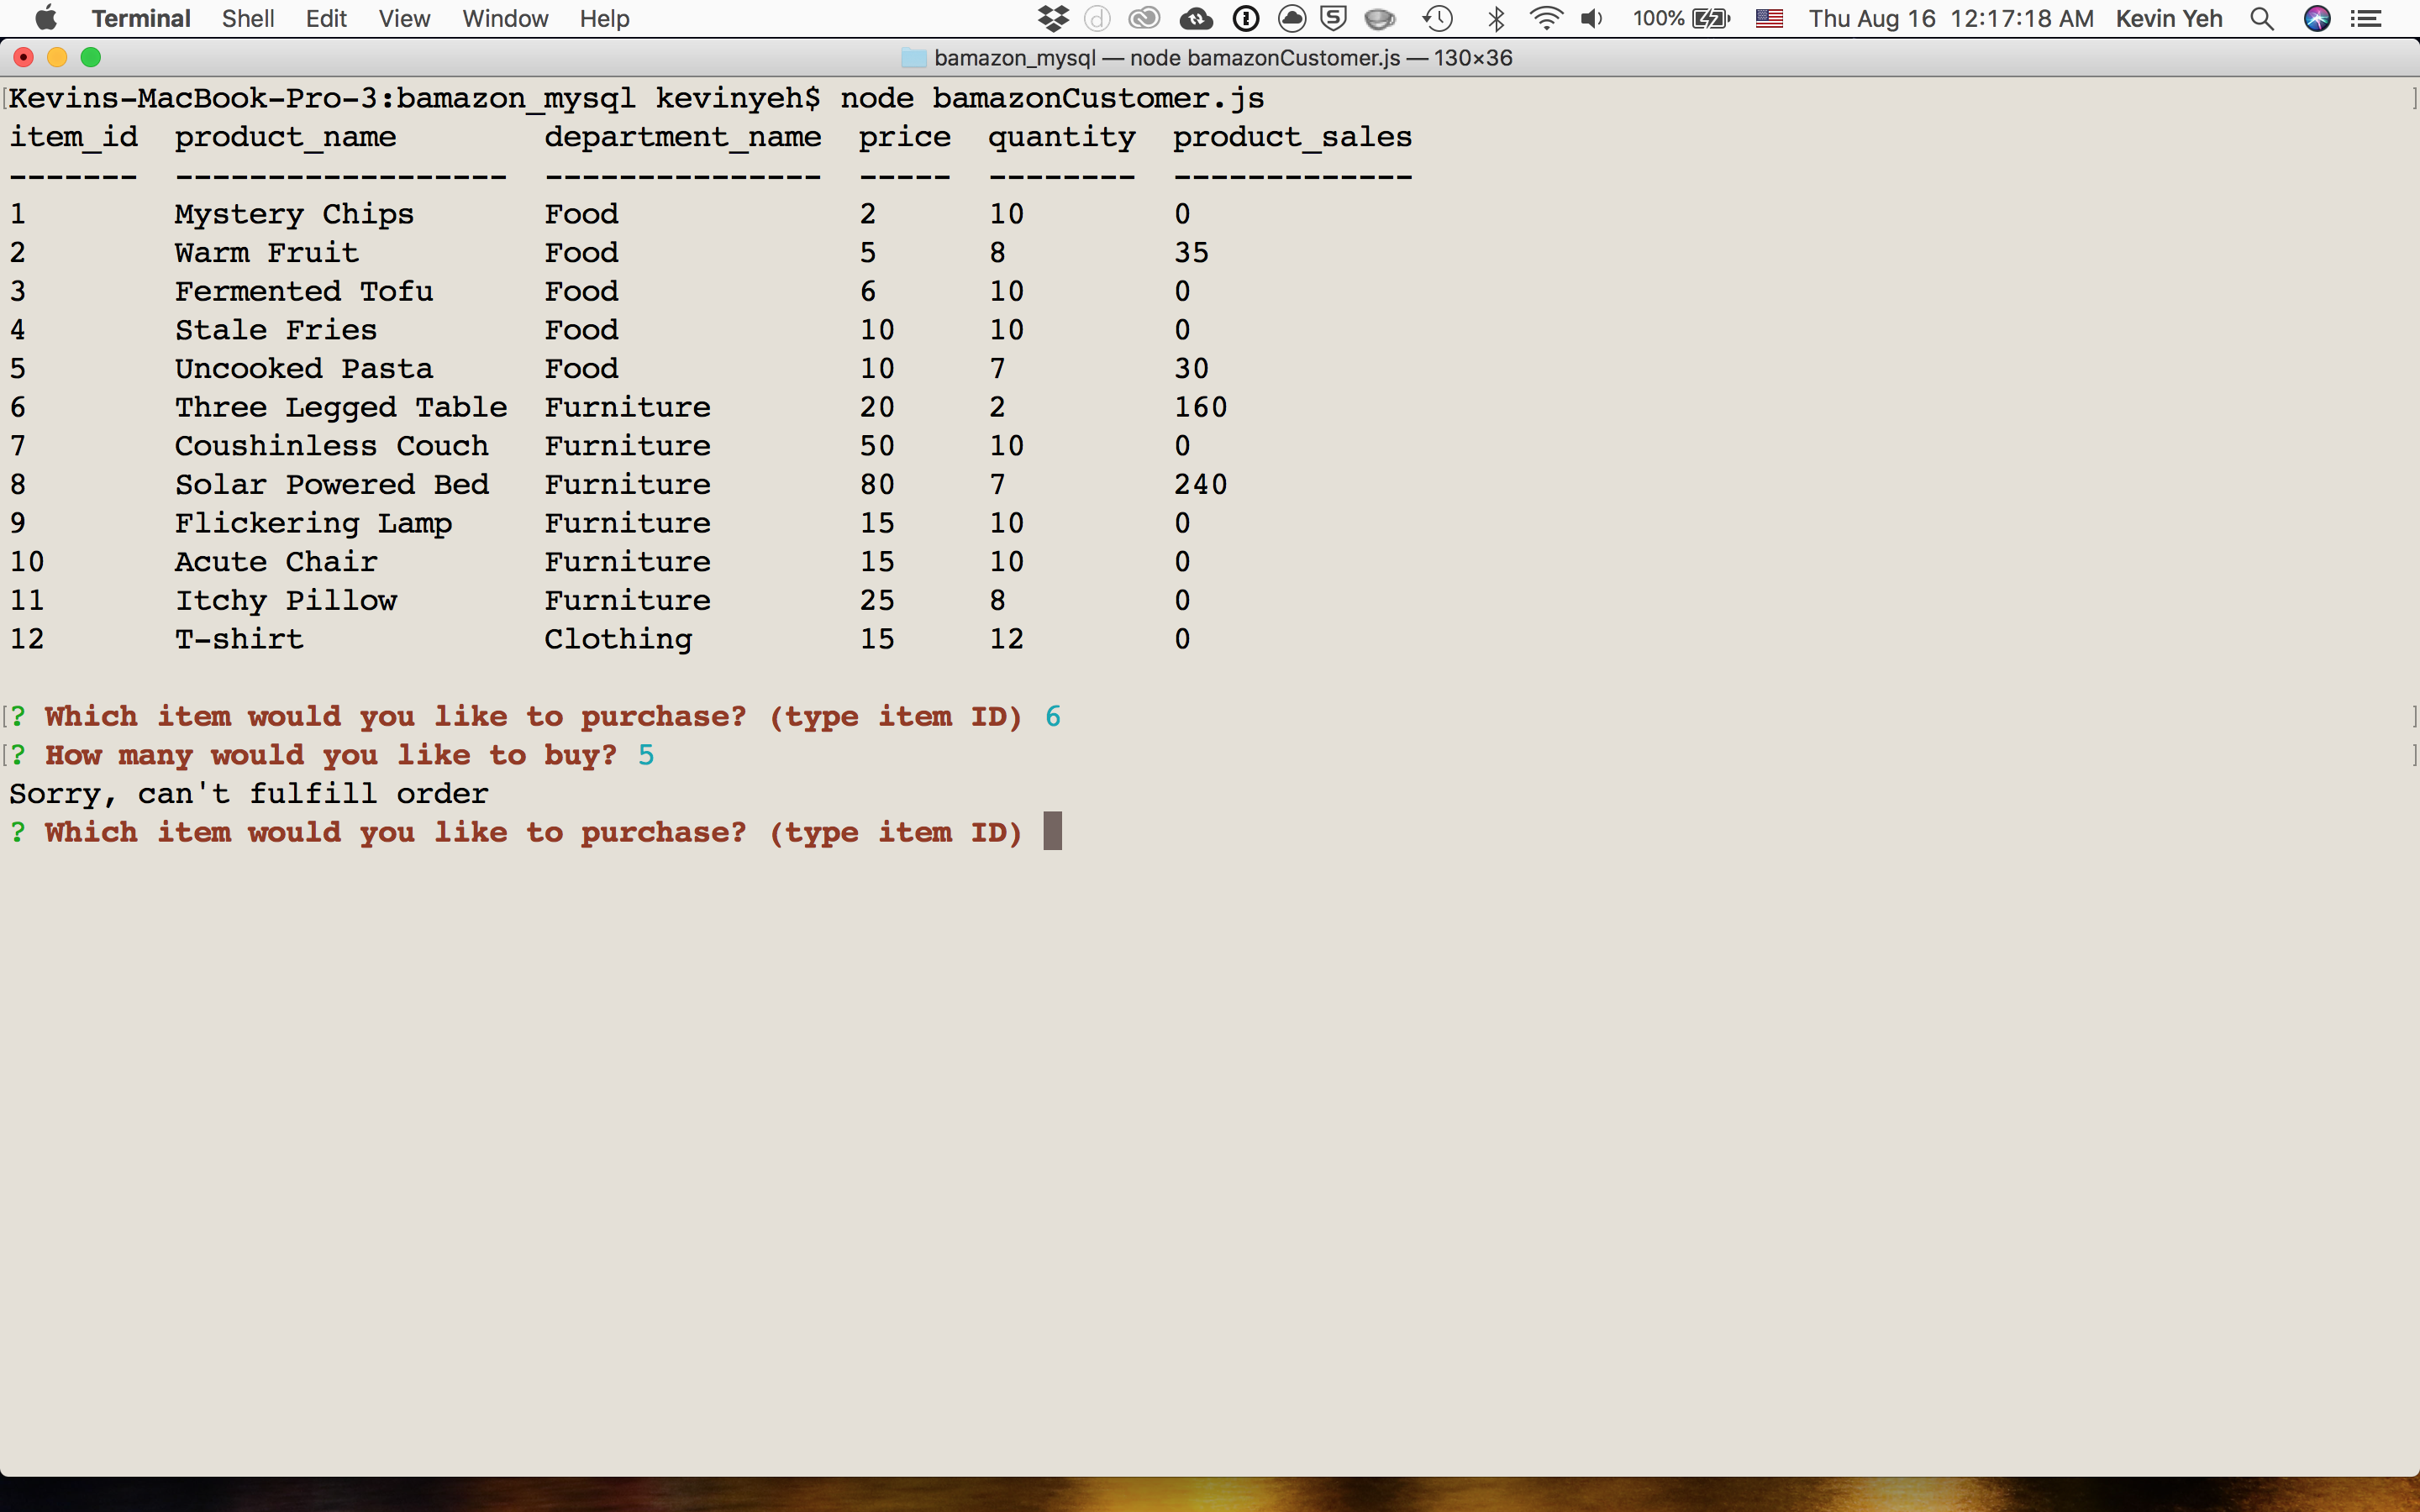 Terminal Shell Edit View Window Help 100% Thu Aug 16 12:17:18 AM Kevin Yeh
bamazon_mysql — node bamazonCustomer.js — 130×36
Kevins-MacBook-Pro-3:bamazon_mysql kevinyeh$ node bamazonCustomer.js
item_id product_name department_name price quantity product_sales
------- ------------------ --------------- ----- -------- -------------
1 Mystery Chips Food 2 10 0
2 Warm Fruit Food 5 8 35
3 Fermented Tofu Food 6 10 0
4 Stale Fries Food 10 10 0
5 Uncooked Pasta Food 10 7 30
6 Three Legged Table Furniture 20 2 160
7 Coushinless Couch Furniture 50 10 0
8 Solar Powered Bed Furniture 80 7 240
9 Flickering Lamp Furniture 15 10 0
10 Acute Chair Furniture 15 10 0
11 Itchy Pillow Furniture 25 8 0
12 T-shirt Clothing 15 12 0
? Which item would you like to purchase? (type item ID) 6
? How many would you like to buy? 5
Sorry, can't fulfill order
? Which item would you like to purchase? (type item ID)